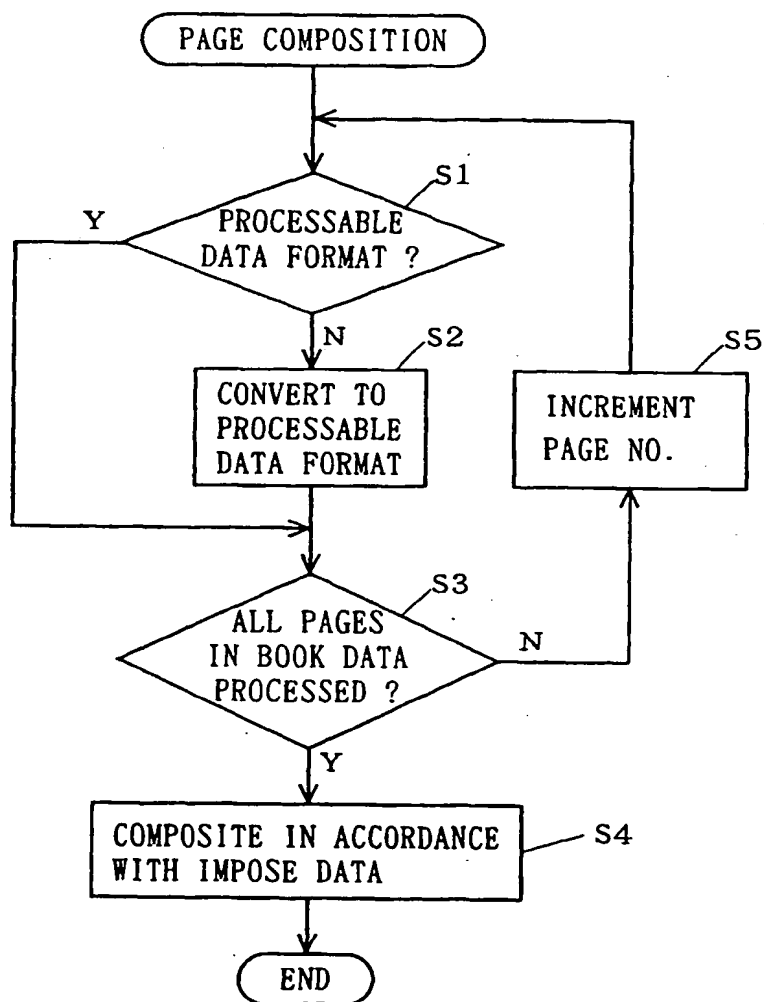 PAGE COMPOSITION
S1
Y
PROCESSABLE
DATA FORMAT ?
N
S2
S5
CONVERT TO
PROCESSABLE
DATA FORMAT
INCREMENT
PAGE NO.
S3
ALL PAGES
IN BOOK DATA
PROCESSED ?
N
Y
COMPOSITE IN ACCORDANCE
WITH IMPOSE DATA
S4
END